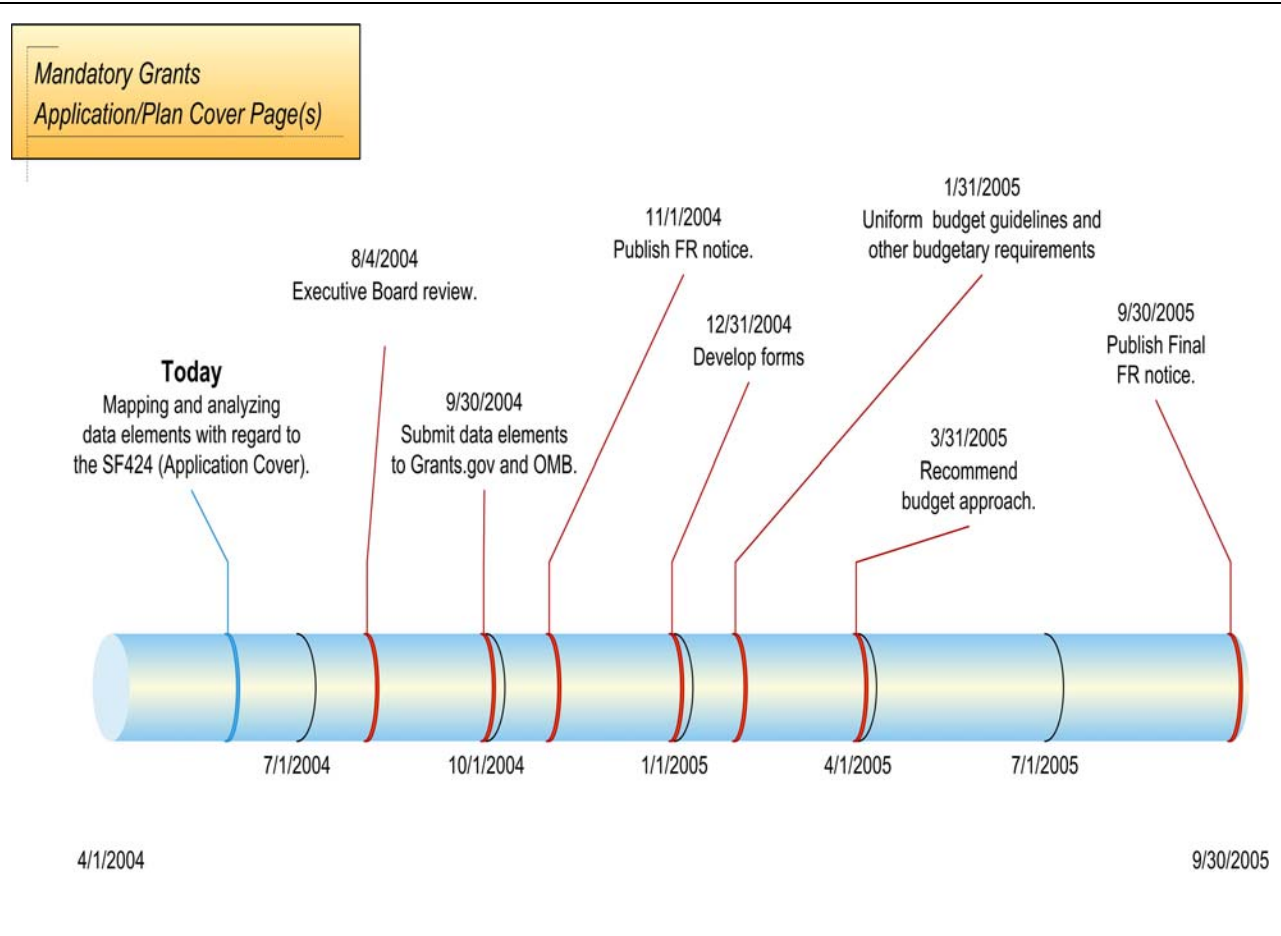 Mandatory Grants
Application/Plan Cover Page(s)
1/31/2005
Uniform budget guidelines and
other budgetary requirements
11/1/2004
Publish FR notice.
8/4/2004
Executive Board review.
9/30/2005
Publish Final
FR notice.
12/31/2004
Develop forms
Today
Mapping and analyzing
data elements with regard to
the SF424 (Application Cover).
9/30/2004
Submit data elements
to Grants.gov and OMB.
3/31/2005
Recommend
budget approach.
7/1/2004
10/1/2004
1/1/2005
4/1/2005
7/1/2005
4/1/2004
9/30/2005